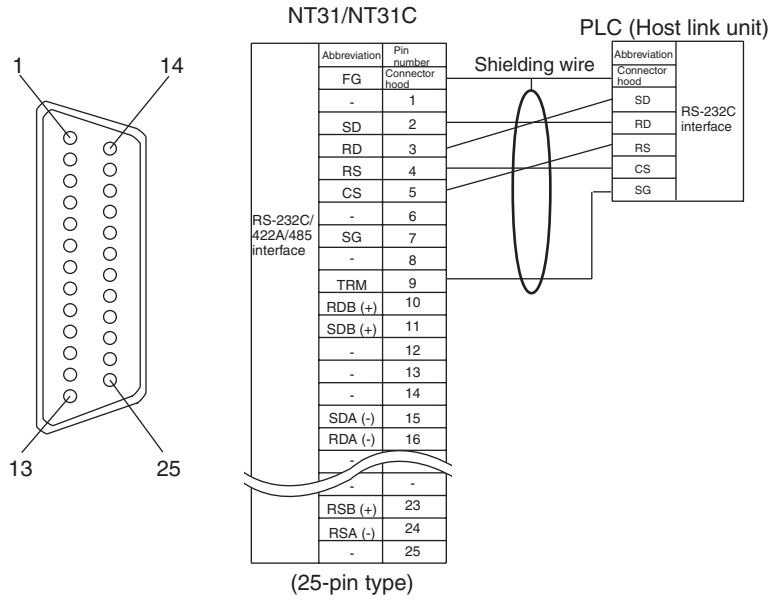 NT31/NT31C
PLC (Host link unit)
1
14
13
25
RS-232C/
422A/485
interface
Abbreviation Pin number
FG Connector hood
- 1
SD 2
RD 3
RS 4
CS 5
- 6
SG 7
- 8
TRM 9
RDB (+) 10
SDB (+) 11
- 12
- 13
- 14
SDA (-) 15
RDA (-) 16
- -
- -
RSB (+) 23
RSA (-) 24
- 25
(25-pin type)
Shielding wire
Abbreviation
Connector
hood
SD
RD
RS
CS
SG
RS-232C
interface